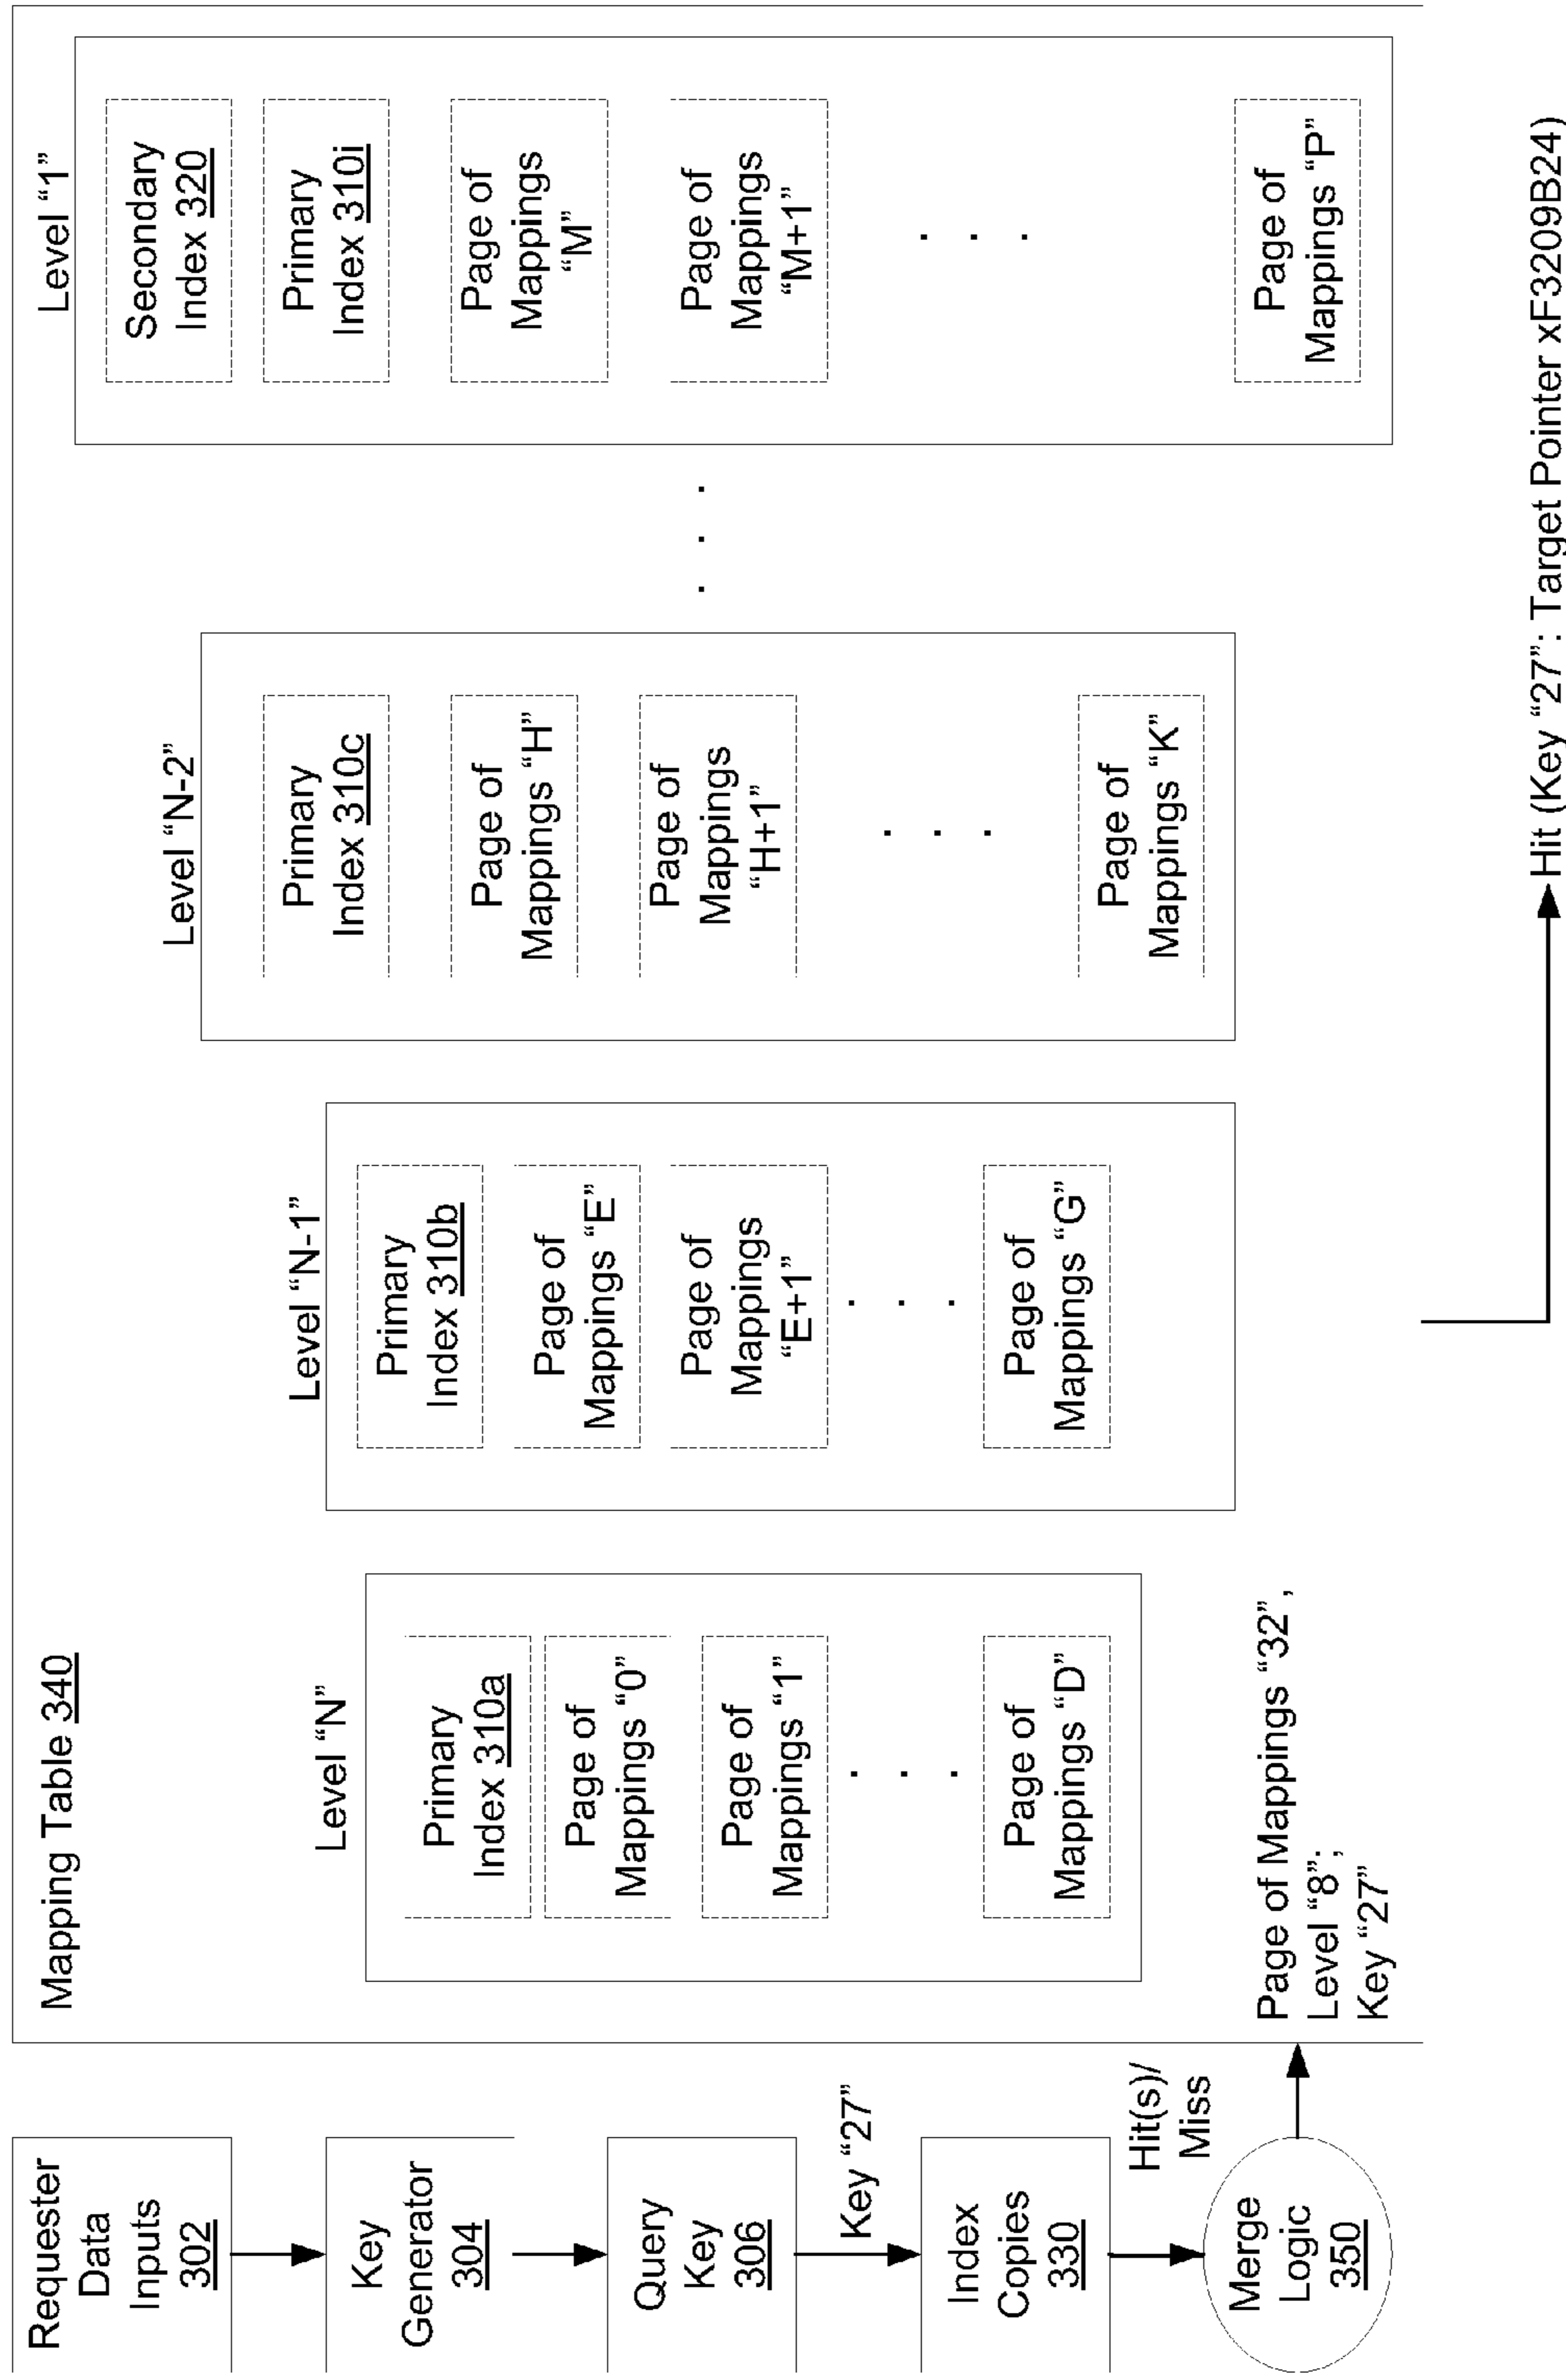 Requester
Data
Inputs
302
Key
Generator
304
Query
Key
306
Key “27”
Index
Copies
330
Hit(s)/
Miss
Merge
Logic
350
Mapping Table 340
Level “N”
Primary
Index 310a
Page of
Mappings “0”
Page of
Mappings “1”
. . .
Page of
Mappings “D”
Level “N-1”
Primary
Index 310b
Page of
Mappings “E”
Page of
Mappings
“E+1”
. . .
Page of
Mappings “G”
Level “N-2”
Primary
Index 310c
Page of
Mappings “H”
Page of
Mappings
“H+1”
. . .
Page of
Mappings “K”
. . .
Level “1”
Secondary
Index 320
Primary
Index 310i
Page of
Mappings
“M”
Page of
Mappings
“M+1”
. . .
Page of
Mappings “P”
Page of Mappings “32”,
Level “8”;
Key “27”
Hit (Key “27”: Target Pointer xF3209B24)